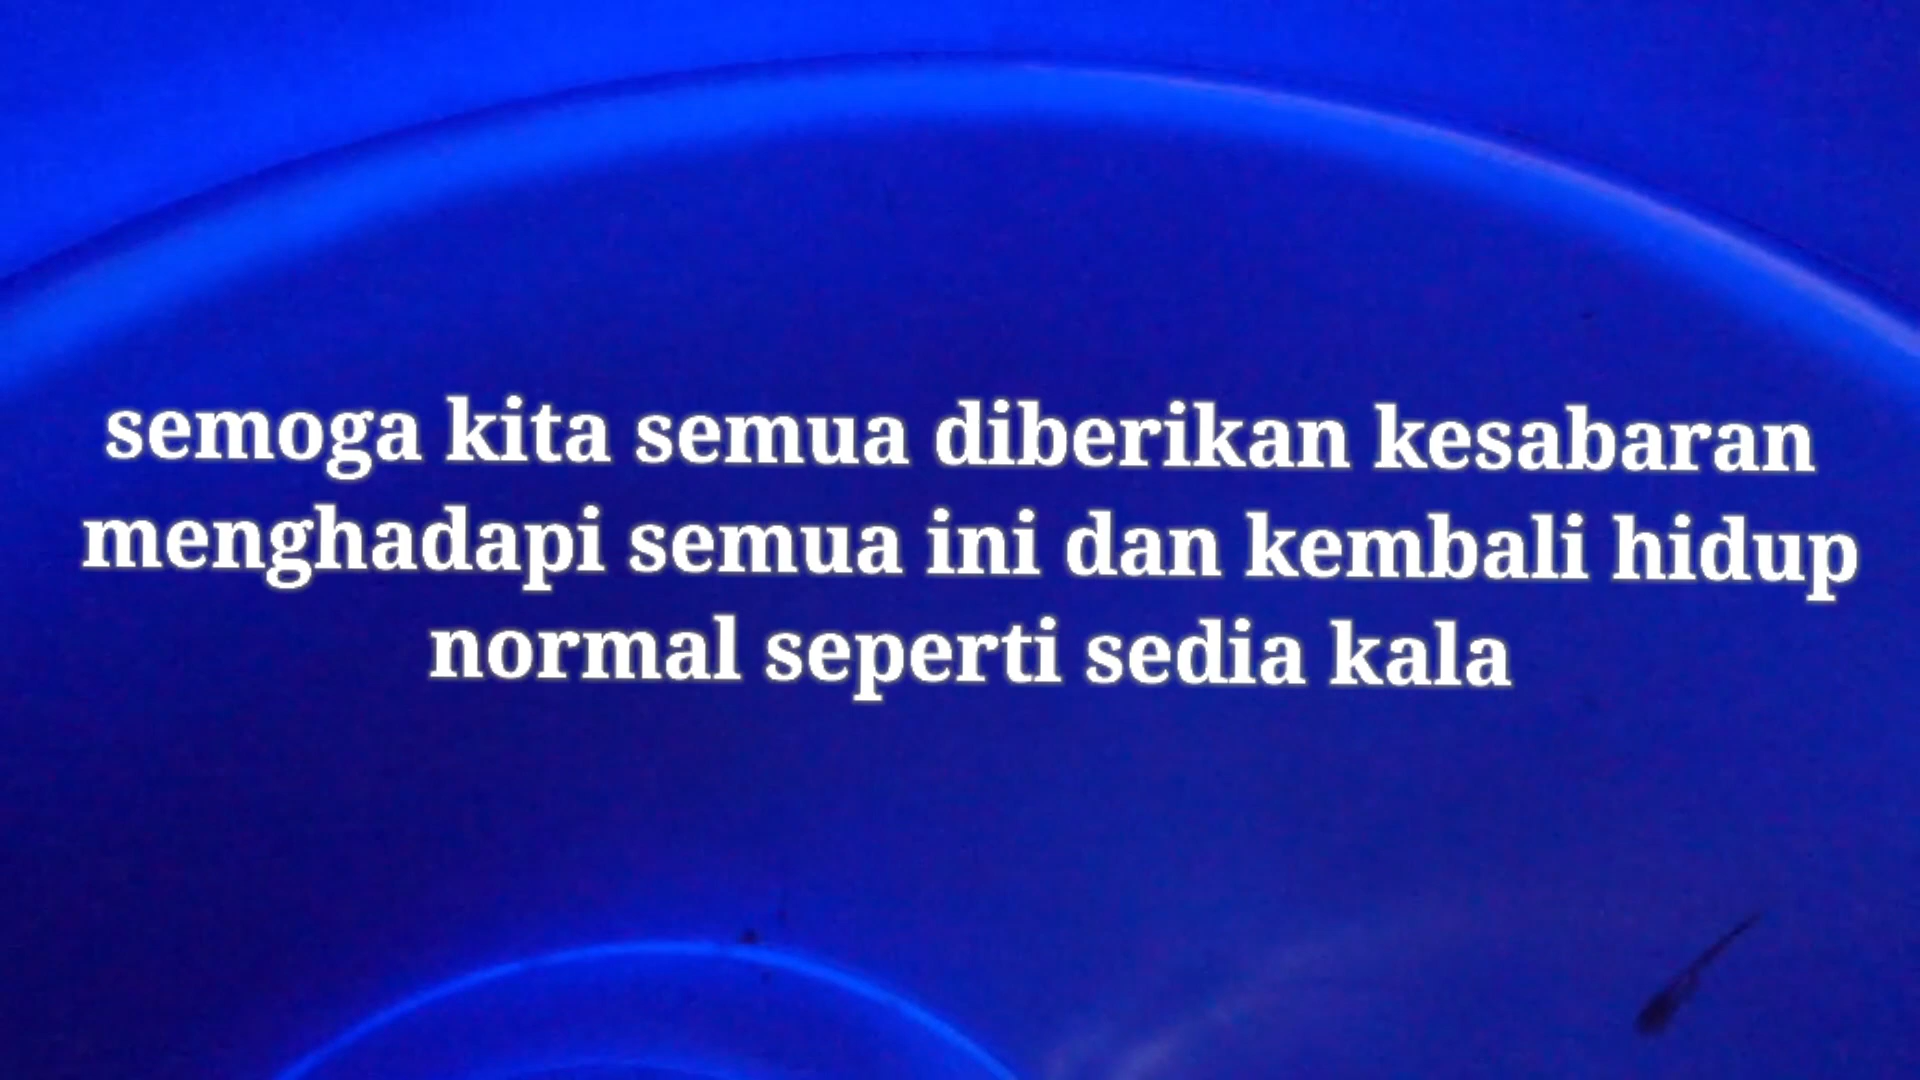 semoga kita semua diberikan kesabaran
menghadapi semua ini dan kembali hidup
normal seperti sedia kala